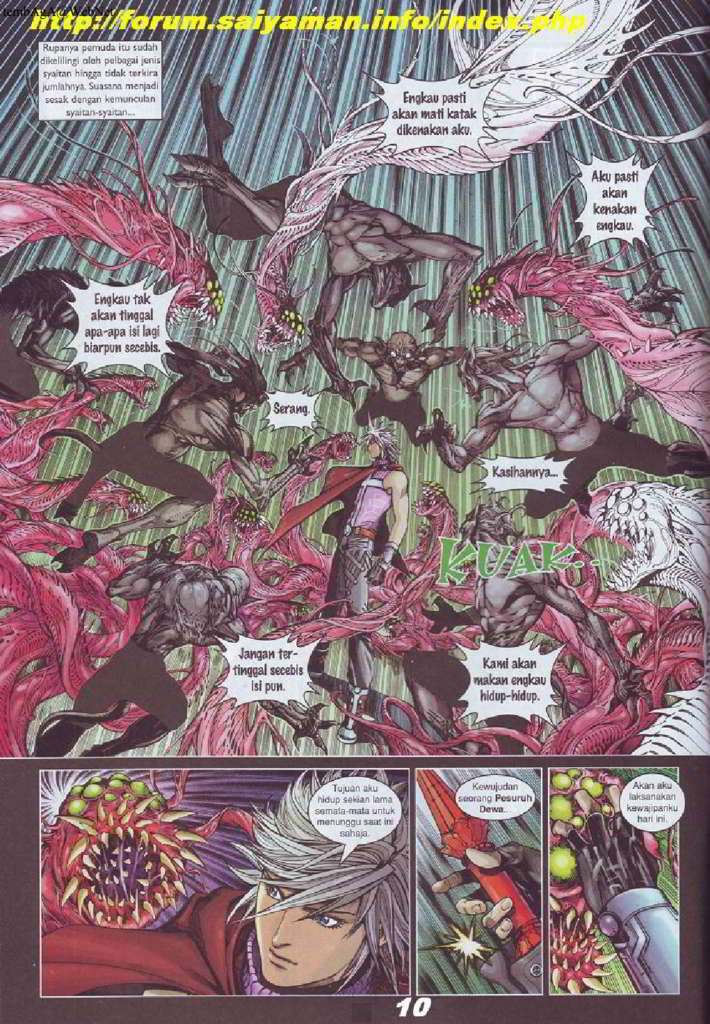 http://forum.saiyaman.info/index.php
Rupanya pemuda itu sudah
dikelilingi oleh pelbagai jenis
syaitan hingga tidak terkira
jumlahnya. Suasana menjadi
sesak dengan kemunculan
syaitan-syaitan...
Engkau pasti
akan mati katak
dikenakan aku.
Aku pasti
akan
kenakan
engkau.
Engkau tak
akan tinggal
apa-apa isi lagi
biarpun secebis.
Serang.
Kasihannya...
KUAK...
Jangan ter-
tinggal secebis
isi pun.
Kami akan
makan engkau
hidup-hidup.
Tujuan aku
hidup sekian lama
semata-mata untuk
menunggu saat ini
sahaja.
Kewujudan
seorang Pesuruh
Dewa..
Akan aku
laksanakan
kewajipanku
hari ini.
10